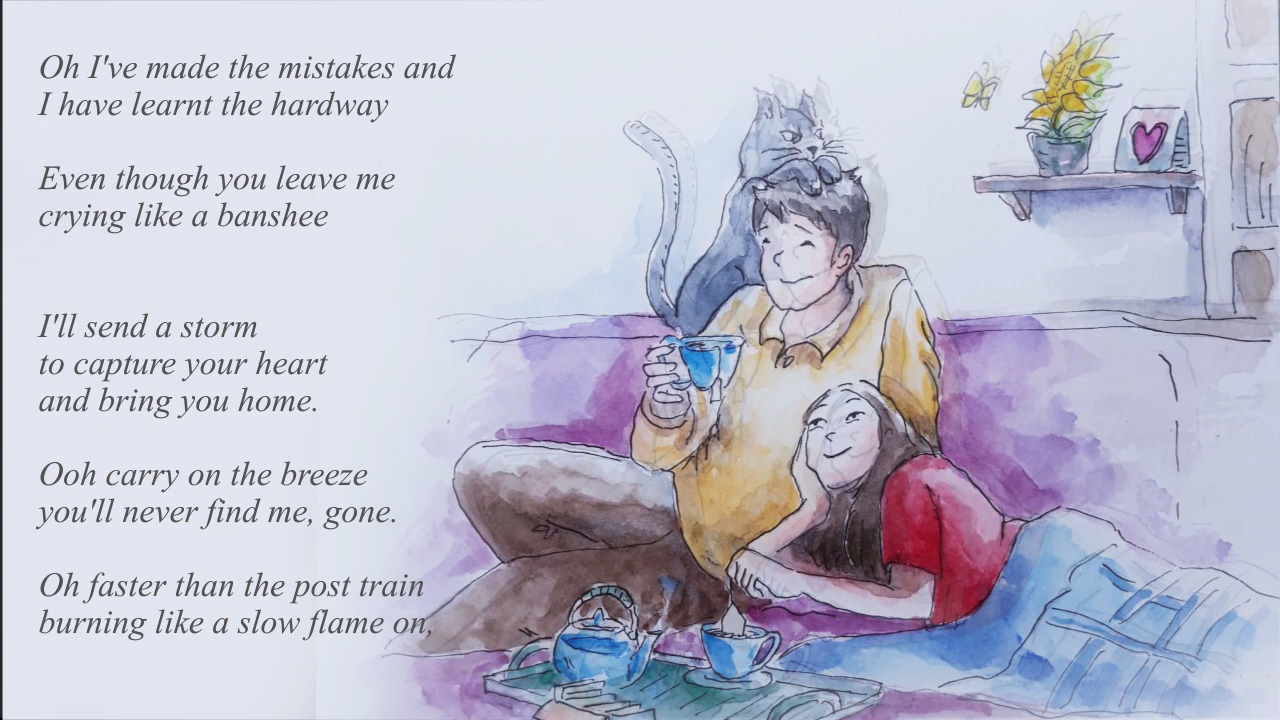 Oh I've made the mistakes and
I have learnt the hardway
Even though you leave me
crying like a banshee
I'll send a storm
to capture your heart
and bring you home.
Ooh carry on the breeze
you'll never find me, gone.
Oh faster than the post train
burning like a slow flame on,